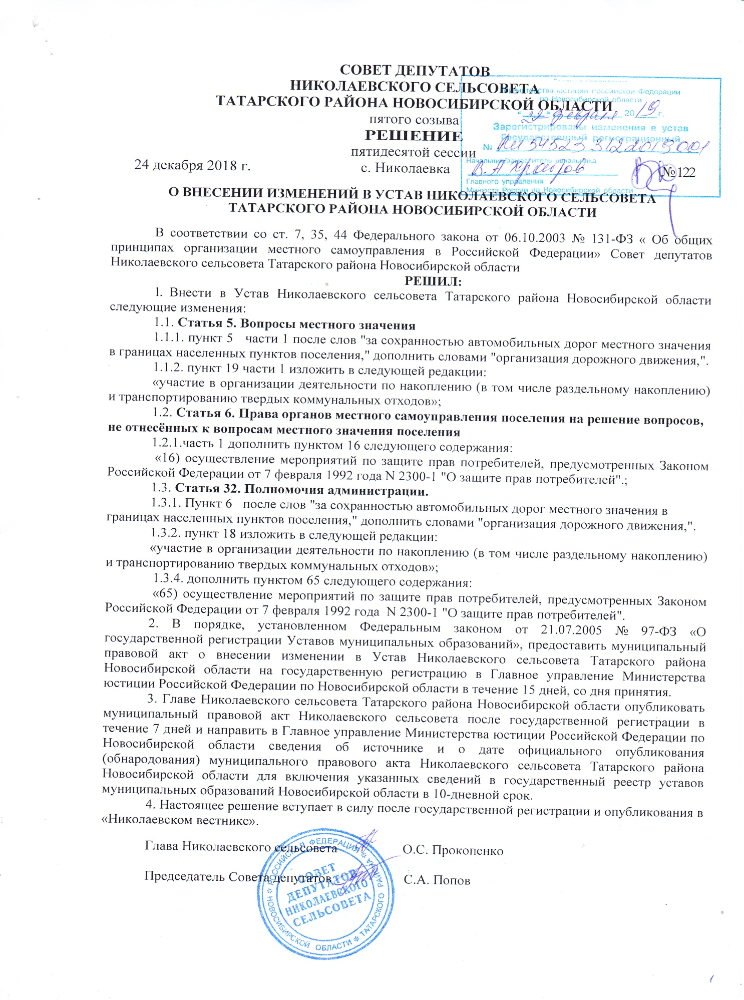 СОВЕТ ДЕПУТАТОВ
НИКОЛАЕВСКОГО СЕЛЬСОВЕТА
ТАТАРСКОГО РАЙОНА НОВОСИБИРСКОЙ ОБЛАСТИ
пятого созыва
РЕШЕНИЕ
пятидесятой сессии
24 декабря 2018 г. с. Николаевка № 122
Министерства юстиции Российской Федерации
по Новосибирской области
« 22 » февраля 2019 г.
Зарегистрированы изменения в устав
Государственный регистрационный
№ RU 545233122019001
Начальник/заместитель начальника
В.А.
Главного управления
Минюста России по Новосибирской области
О ВНЕСЕНИИ ИЗМЕНЕНИЙ В УСТАВ НИКОЛАЕВСКОГО СЕЛЬСОВЕТА
ТАТАРСКОГО РАЙОНА НОВОСИБИРСКОЙ ОБЛАСТИ
В соответствии со ст. 7, 35, 44 Федерального закона от 06.10.2003 № 131-ФЗ « Об общих
принципах организации местного самоуправления в Российской Федерации» Совет депутатов
Николаевского сельсовета Татарского района Новосибирской области
РЕШИЛ:
1. Внести в Устав Николаевского сельсовета Татарского района Новосибирской области
следующие изменения:
1.1. Статья 5. Вопросы местного значения
1.1.1. пункт 5 части 1 после слов "за сохранностью автомобильных дорог местного значения
в границах населенных пунктов поселения," дополнить словами "организация дорожного движения,".
1.1.2. пункт 19 части 1 изложить в следующей редакции:
«участие в организации деятельности по накоплению (в том числе раздельному накоплению)
и транспортированию твердых коммунальных отходов»;
1.2. Статья 6. Права органов местного самоуправления поселения на решение вопросов,
не отнесённых к вопросам местного значения поселения
1.2.1.часть 1 дополнить пунктом 16 следующего содержания:
«16) осуществление мероприятий по защите прав потребителей, предусмотренных Законом
Российской Федерации от 7 февраля 1992 года N 2300-1 "О защите прав потребителей".;
1.3. Статья 32. Полномочия администрации.
1.3.1. Пункт 6 после слов "за сохранностью автомобильных дорог местного значения в
границах населенных пунктов поселения," дополнить словами "организация дорожного движения,".
1.3.2. пункт 18 изложить в следующей редакции:
«участие в организации деятельности по накоплению (в том числе раздельному накоплению)
и транспортированию твердых коммунальных отходов»;
1.3.4. дополнить пунктом 65 следующего содержания:
«65) осуществление мероприятий по защите прав потребителей, предусмотренных Законом
Российской Федерации от 7 февраля 1992 года N 2300-1 "О защите прав потребителей".
2. В порядке, установленном Федеральным законом от 21.07.2005 № 97-ФЗ «О
государственной регистрации Уставов муниципальных образований», предоставить муниципальный
правовой акт о внесении изменении в Устав Николаевского сельсовета Татарского района
Новосибирской области на государственную регистрацию в Главное управление Министерства
юстиции Российской Федерации по Новосибирской области в течение 15 дней, со дня принятия.
3. Главе Николаевского сельсовета Татарского района Новосибирской области опубликовать
муниципальный правовой акт Николаевского сельсовета после государственной регистрации в
течение 7 дней и направить в Главное управление Министерства юстиции Российской Федерации по
Новосибирской области сведения об источнике и о дате официального опубликования
(обнародования) муниципального правового акта Николаевского сельсовета Татарского района
Новосибирской области для включения указанных сведений в государственный реестр уставов
муниципальных образований Новосибирской области в 10-дневной срок.
4. Настоящее решение вступает в силу после государственной регистрации и опубликования в
«Николаевском вестнике».
Глава Николаевского сельсовета О.С. Прокопенко
Председатель Совета депутатов С.А. Попов
РОССИЙСКАЯ ФЕДЕРАЦИЯ * ТАТАРСКОГО РАЙОНА * НОВОСИБИРСКОЙ ОБЛАСТИ *
СОВЕТ
ДЕПУТАТОВ
НИКОЛАЕВСКОГО
СЕЛЬСОВЕТА
1